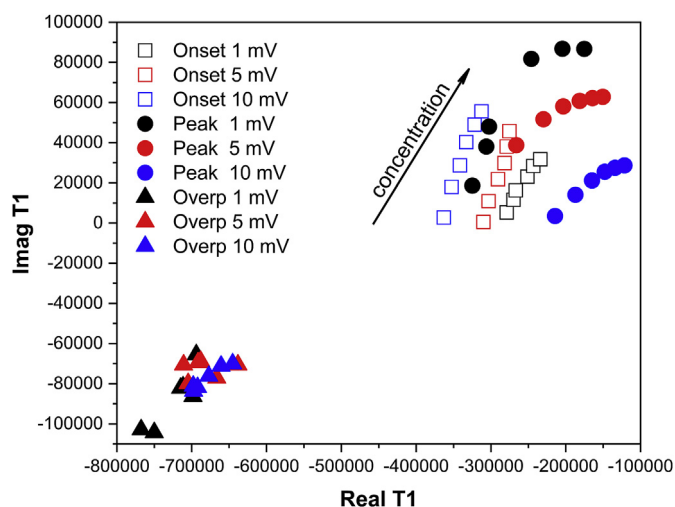 100000
80000
60000
40000
20000
0
-20000
-40000
-60000
-80000
-100000
Imag T1
Onset 1 mV
Onset 5 mV
Onset 10 mV
Peak 1 mV
Peak 5 mV
Peak 10 mV
Overp 1 mV
Overp 5 mV
Overp 10 mV
concentration
-800000 -700000 -600000 -500000 -400000 -300000 -200000 -100000
Real T1